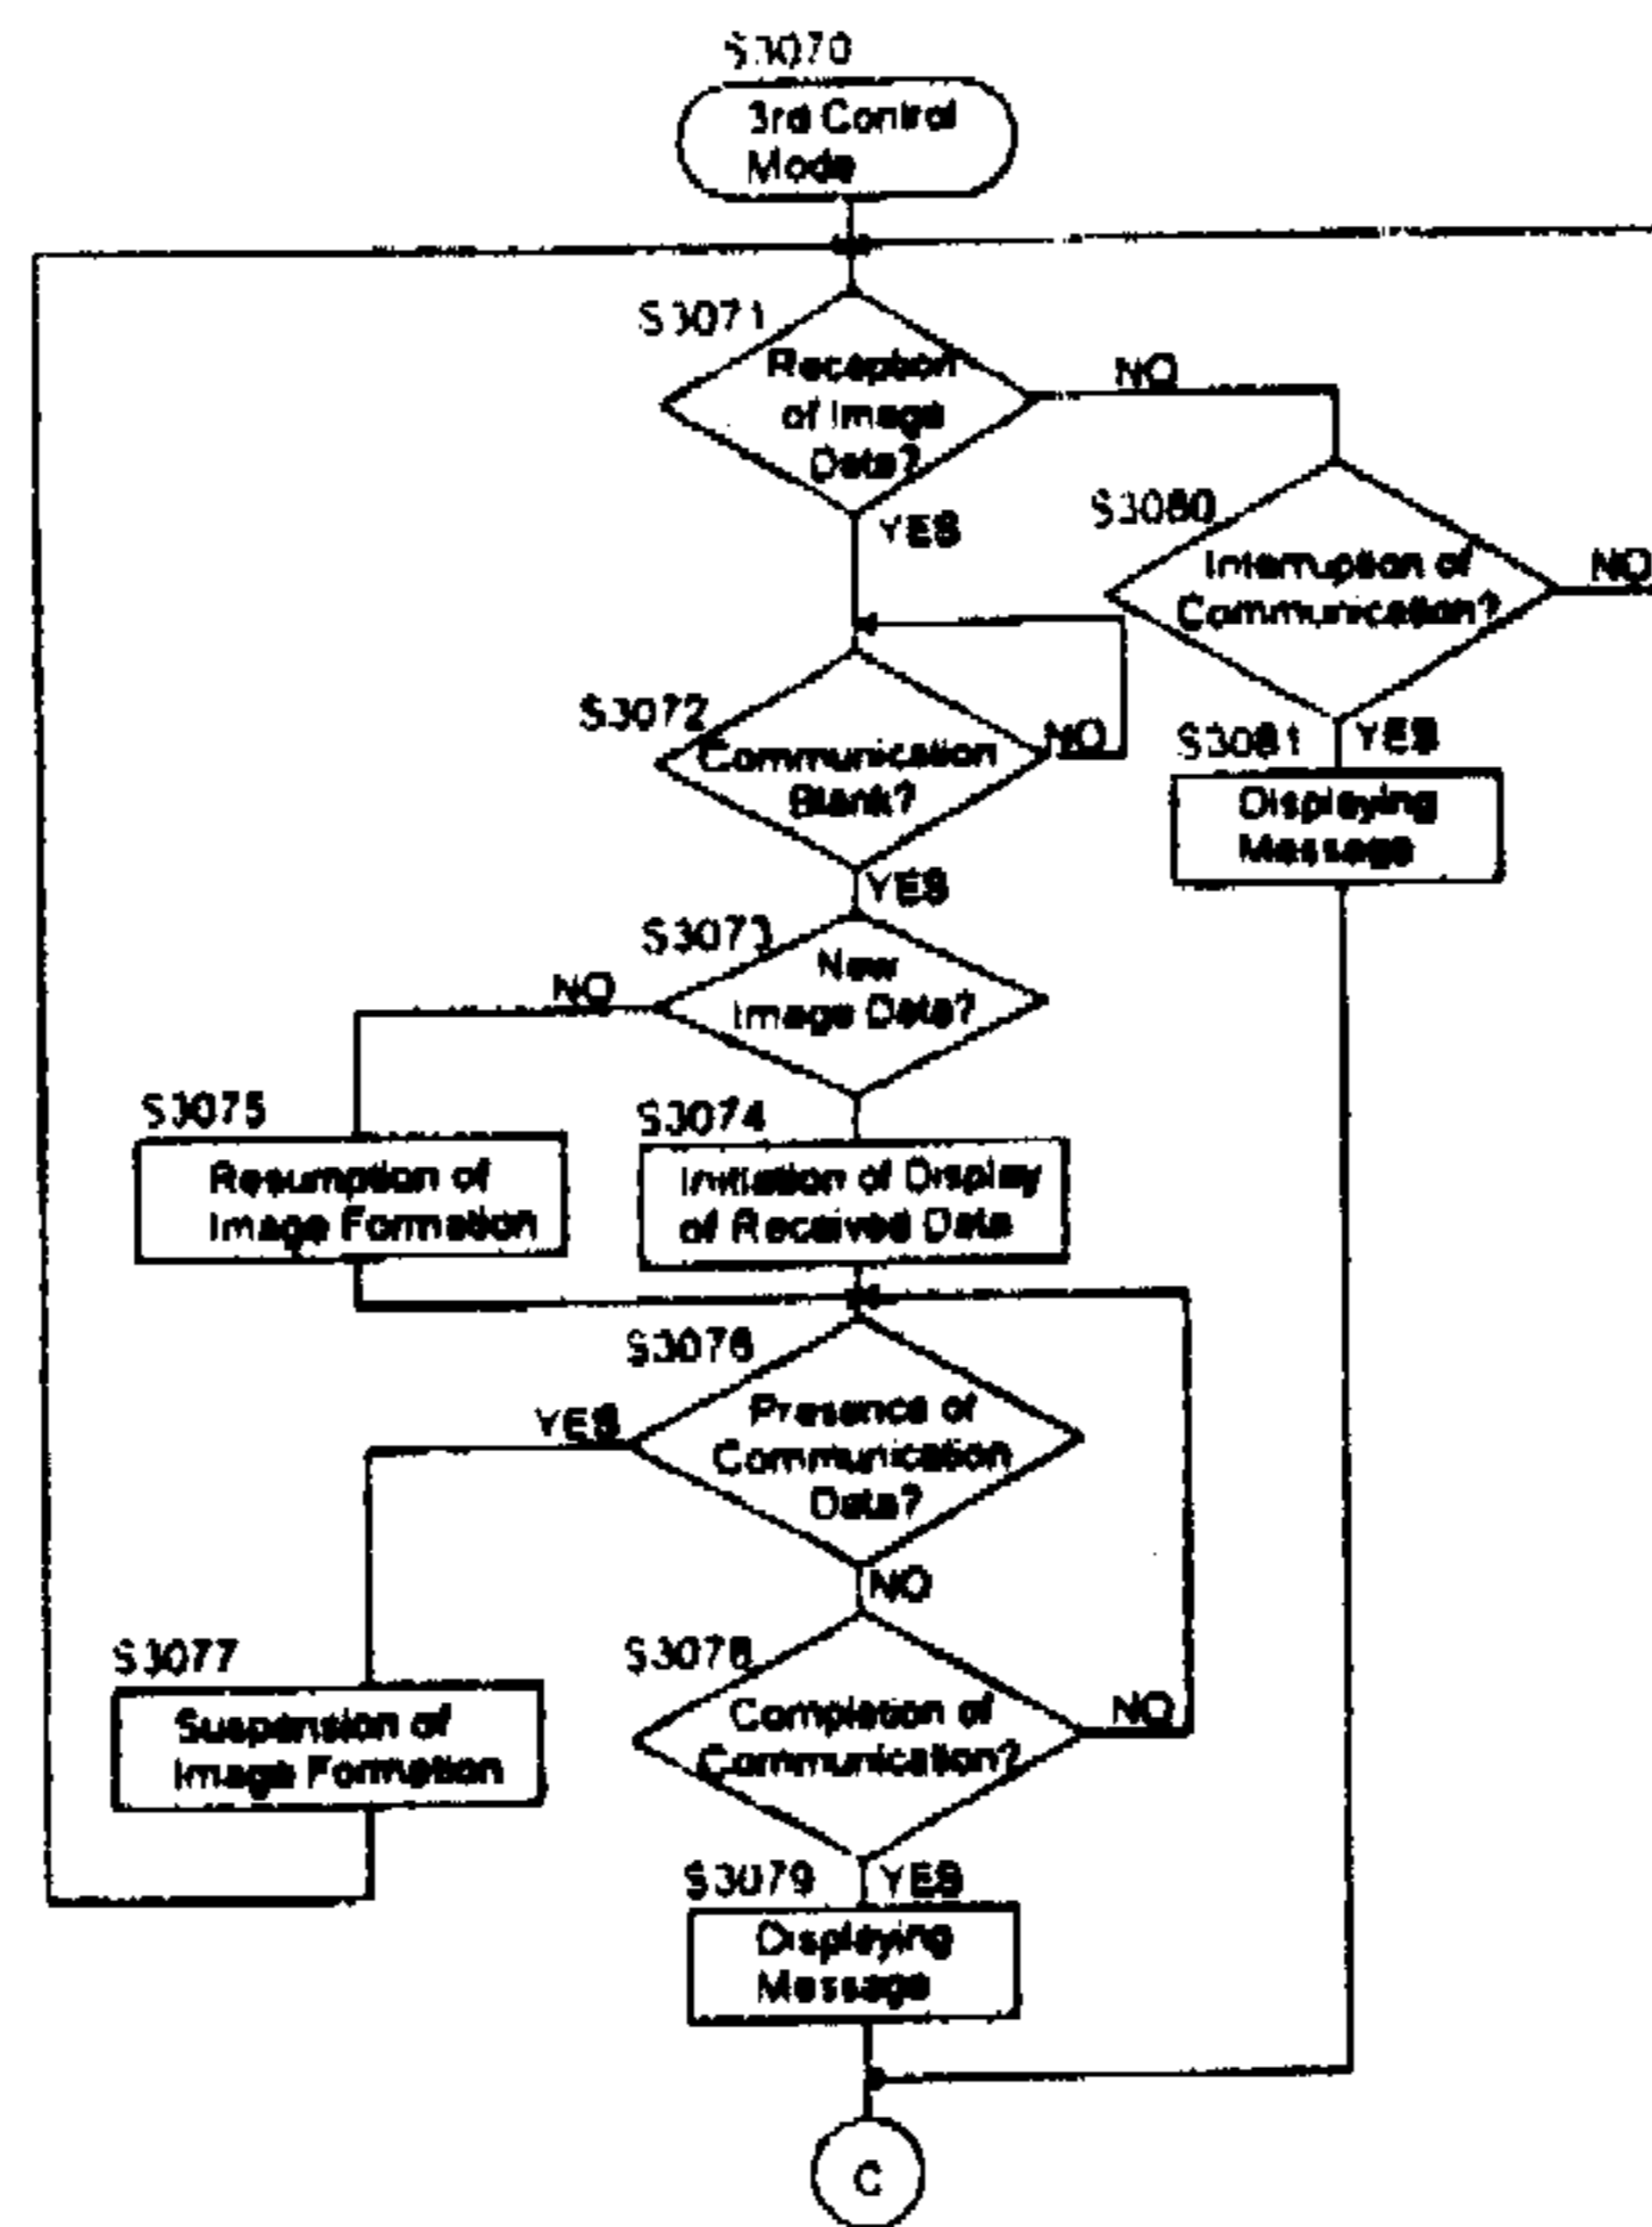 S3070
3rd Control
Mode
S3071
Reception
of Image
Data?
NO
YES
S3080
Interruption of
Communication?
NO
S3072
Communication
Blank?
NO
YES
S3081
YES
Displaying
Message
S3073
New
Image Data?
NO
S3075
Resumption of
Image Formation
S3074
Initiation of Display
of Received Data
S3076
Presence of
Communication
Data?
YES
NO
S3077
Suspension of
Image Formation
S3078
Completion of
Communication?
NO
S3079
YES
Displaying
Message
C